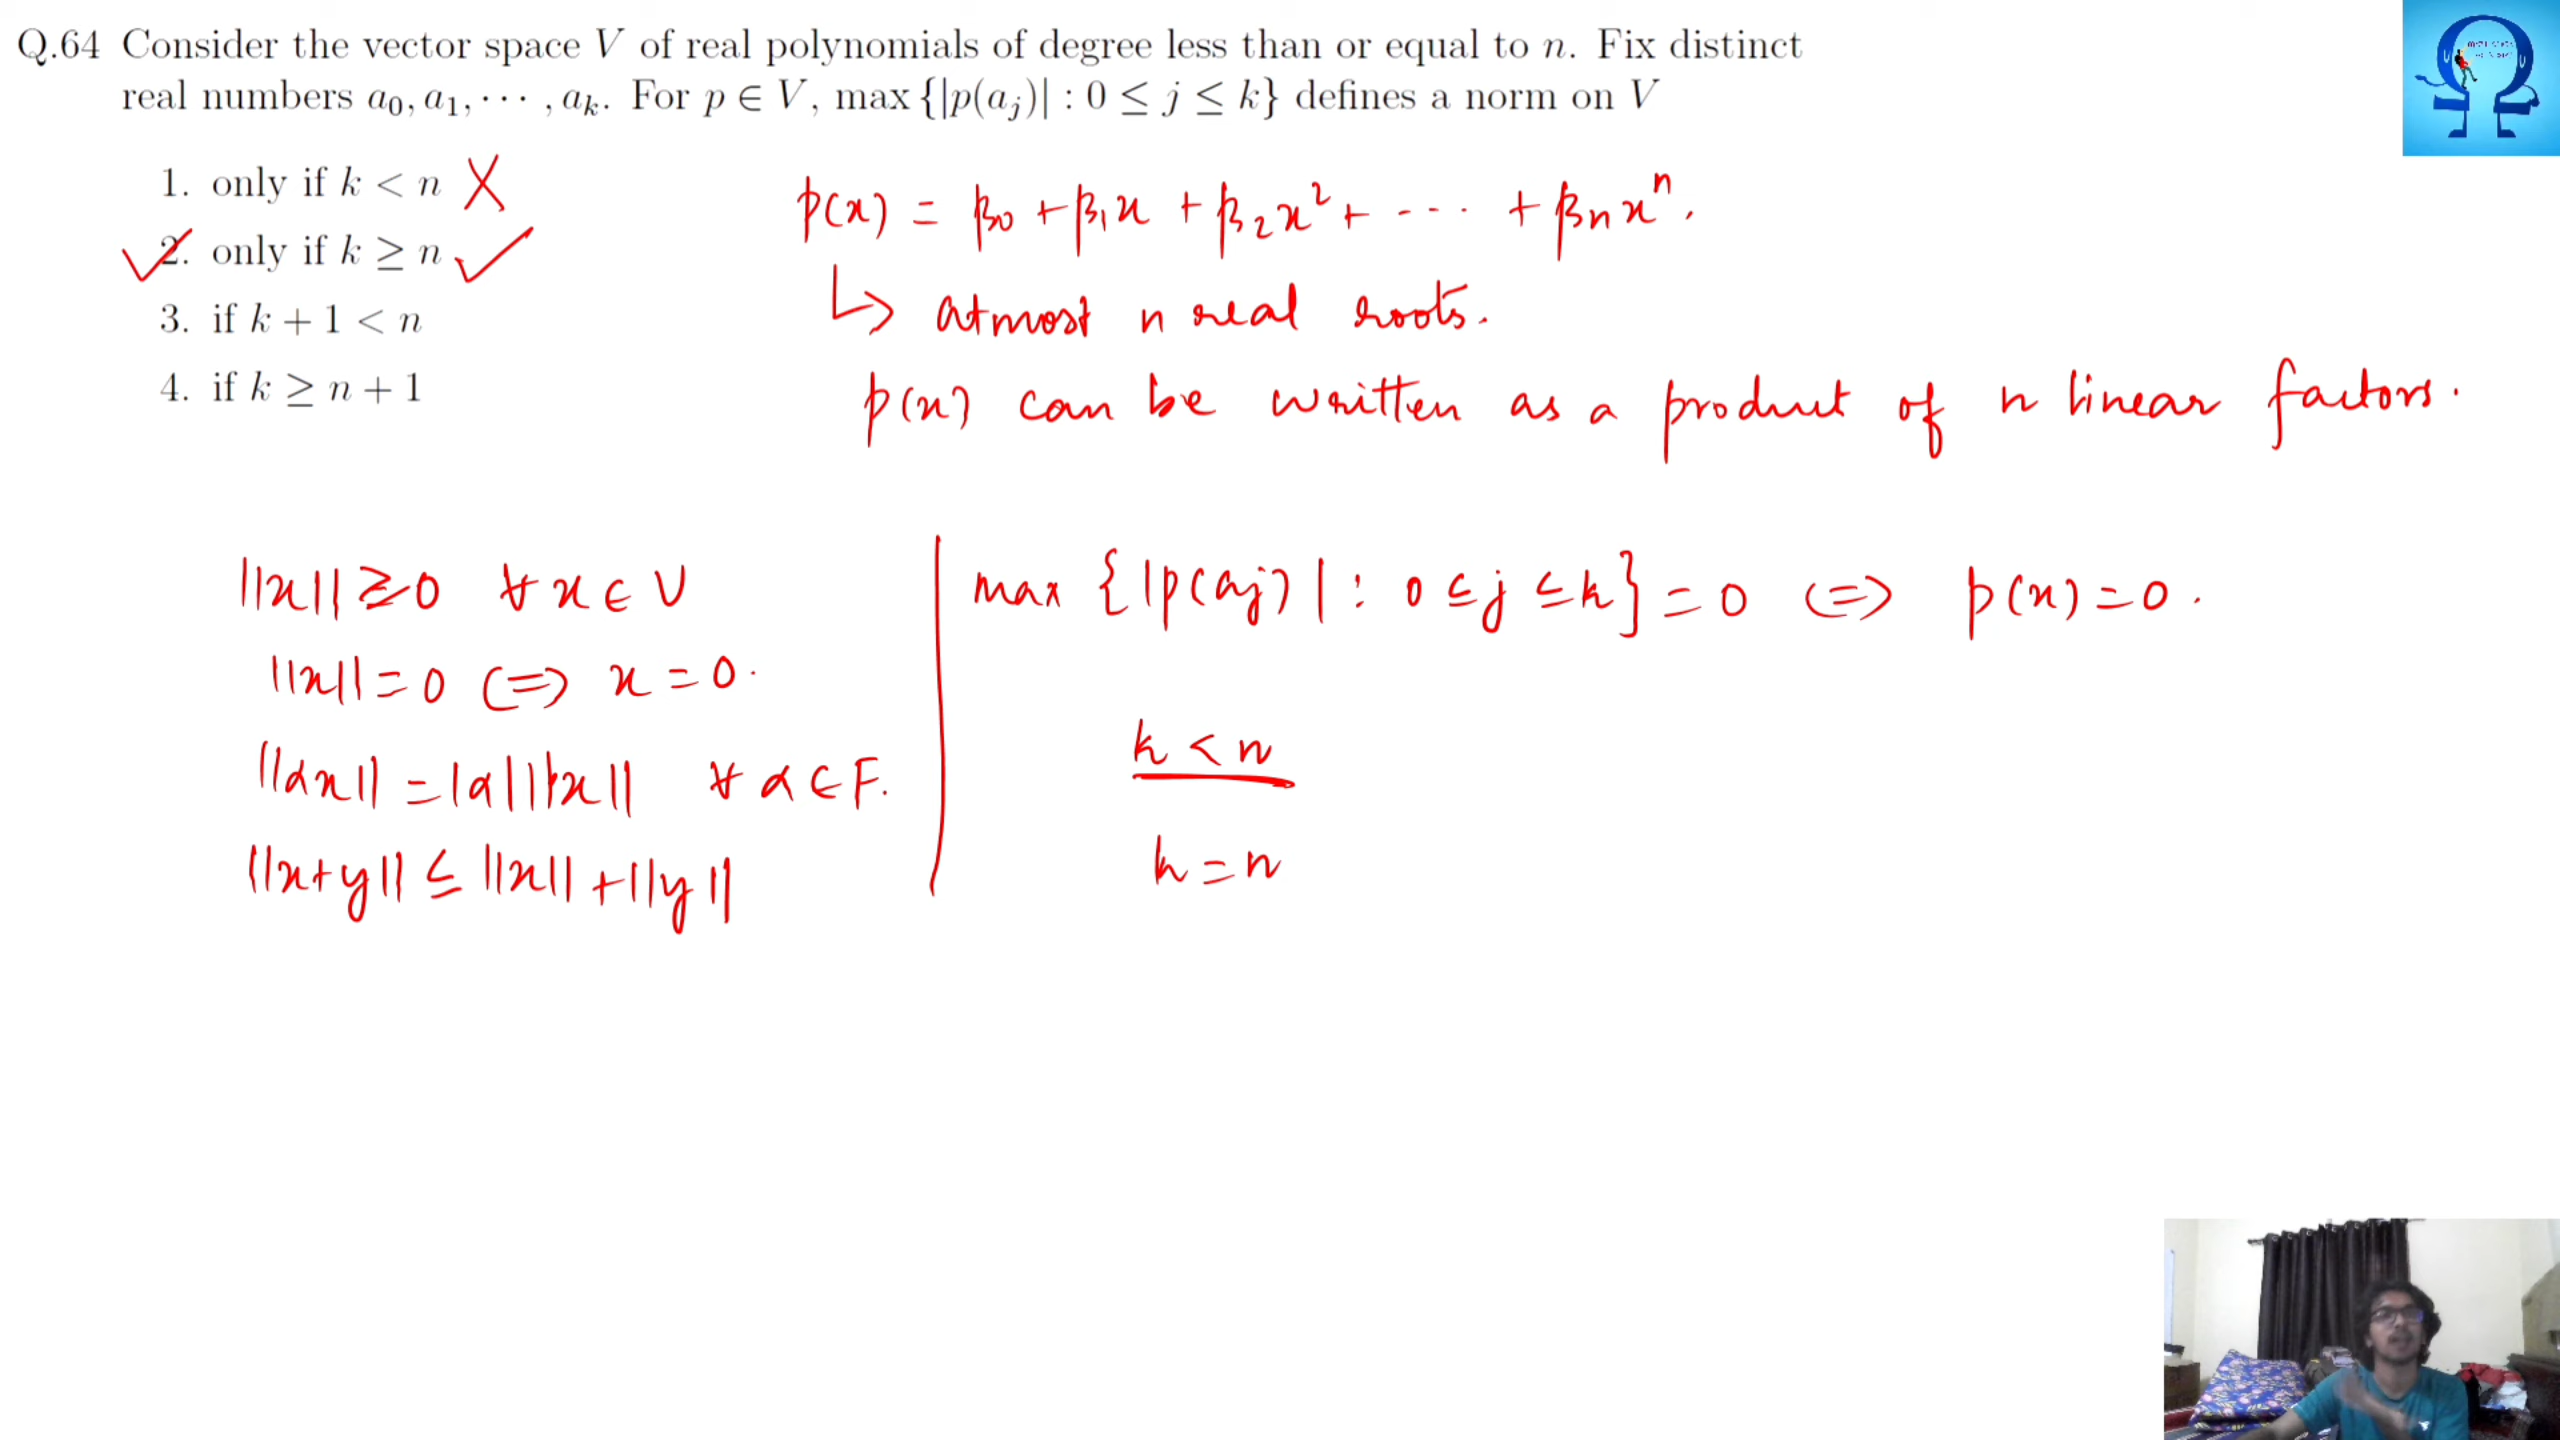 Q.64 Consider the vector space V of real polynomials of degree less than or equal to n. Fix distinct
real numbers a₀, a₁, ⋯ , aₖ. For p ∈ V, max {|p(aⱼ)| : 0 ≤ j ≤ k} defines a norm on V
1. only if k < n X
✓ 2. only if k ≥ n ✓
3. if k + 1 < n
4. if k ≥ n + 1
p(x) = β₀ + β₁x + β₂x² + --- + βₙxⁿ.
↳ atmost n real roots.
p(x) can be written as a product of n linear factors.
||x|| ≥ 0 ∀ x ∈ V
||x|| = 0 ⟺ x = 0.
||αx|| = |α| ||x|| ∀ α ∈ F.
||x+y|| ≤ ||x|| + ||y||
max {|p(aj)| : 0 ≤ j ≤ k} = 0 ⟺ p(x) = 0.
k < n
k = n